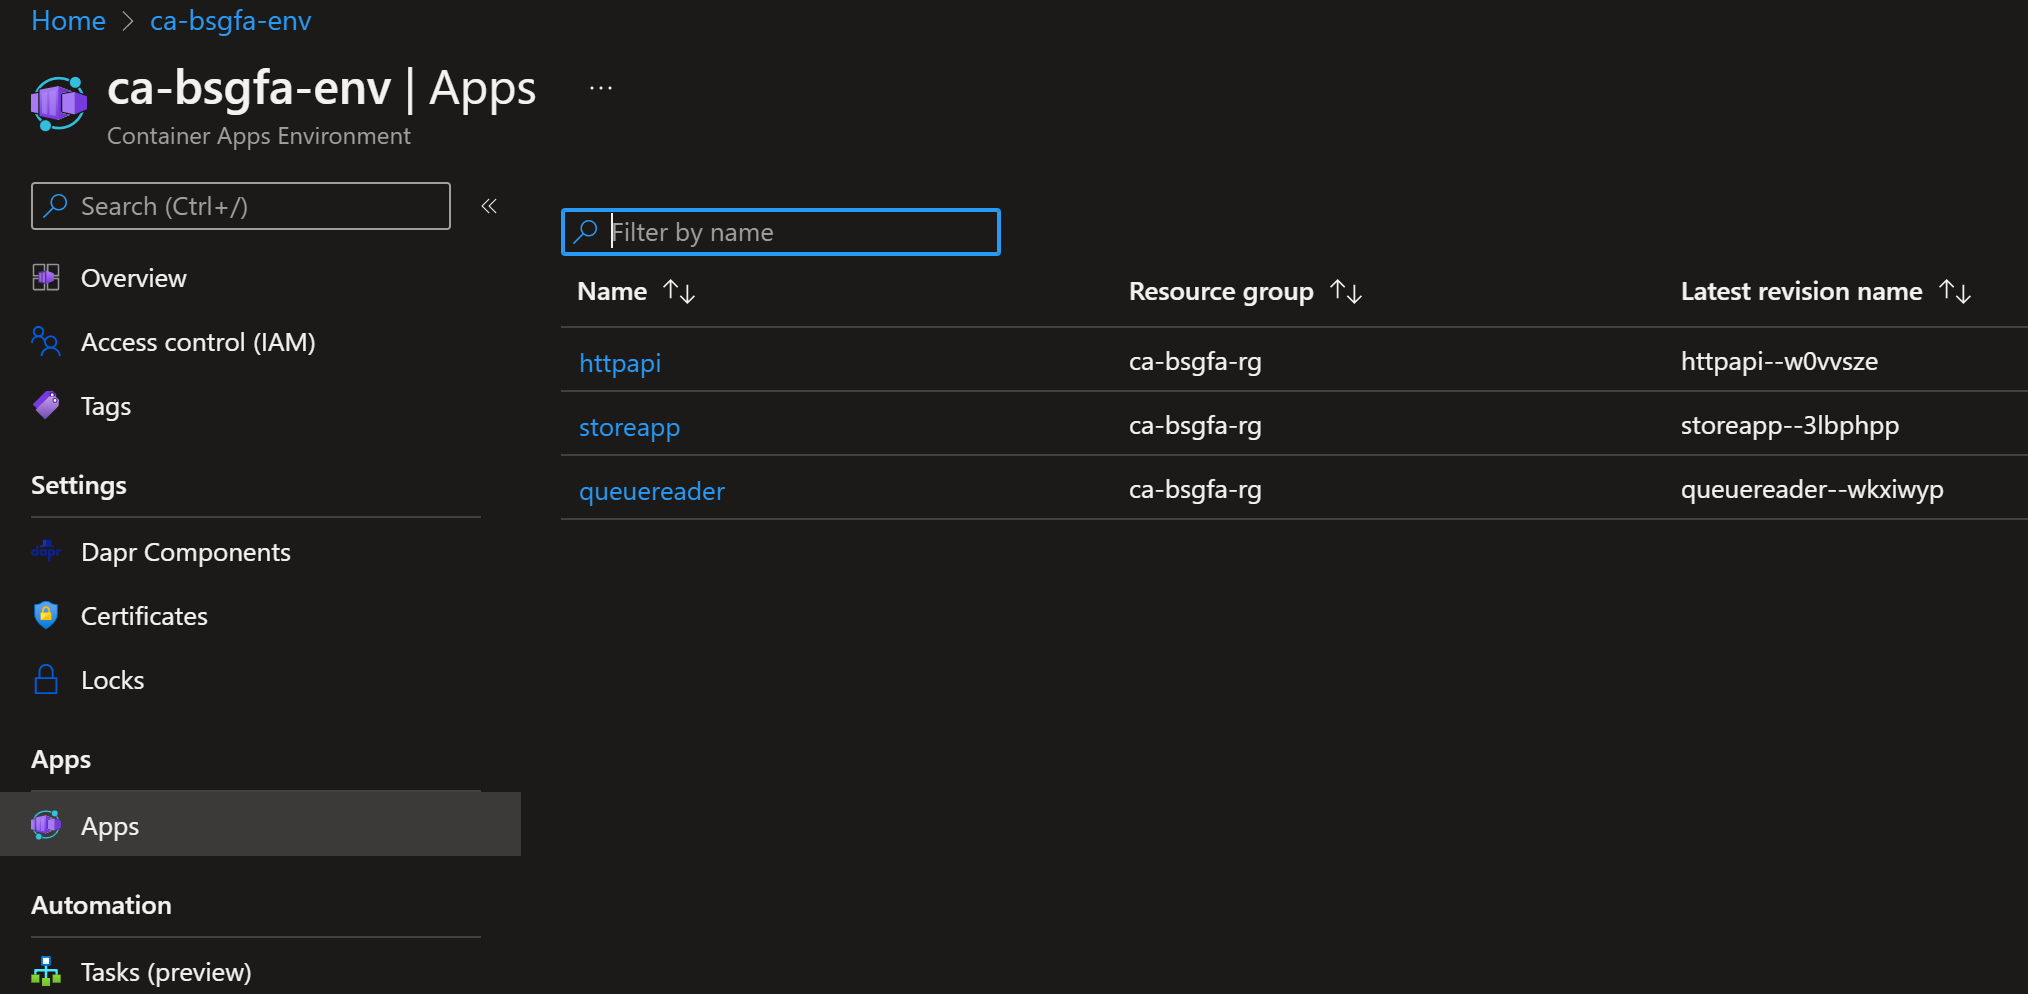 Home > ca-bsgfa-env
ca-bsgfa-env | Apps ...
Container Apps Environment
Search (Ctrl+/) «
Overview
Access control (IAM)
Tags
Settings
dapr Dapr Components
Certificates
Locks
Apps
Apps
Automation
Tasks (preview)
Filter by name
Name ↑↓ Resource group ↑↓ Latest revision name ↑↓
httpapi ca-bsgfa-rg httpapi--w0vvsze
storeapp ca-bsgfa-rg storeapp--3lbphpp
queuereader ca-bsgfa-rg queuereader--wkxiwyp